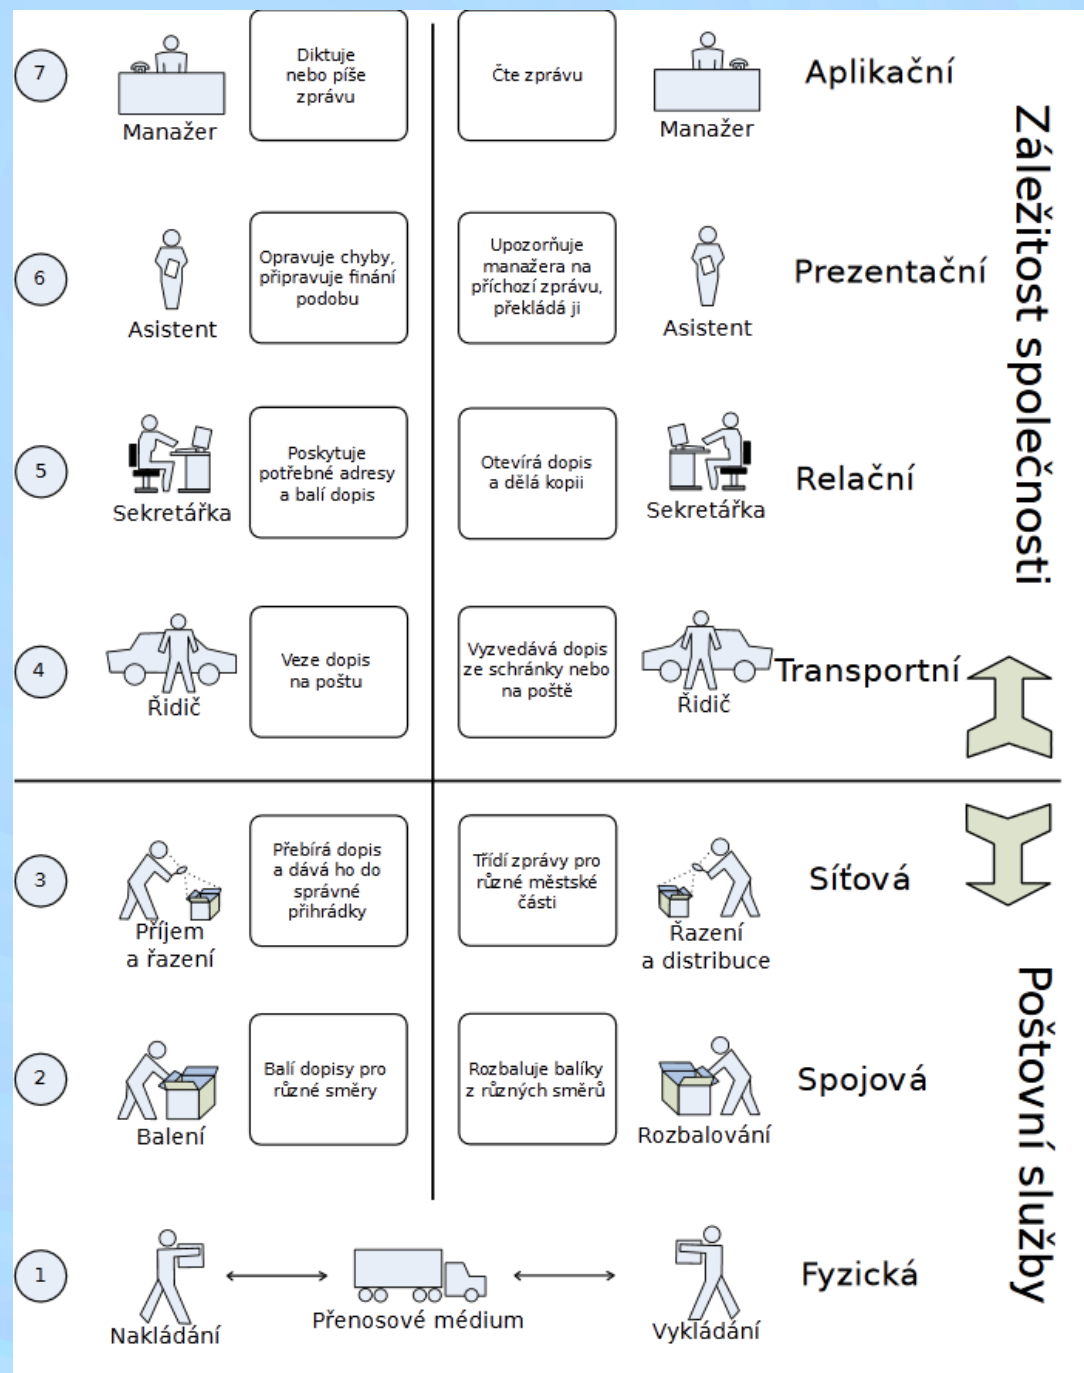 7
Manažer
Diktuje
nebo píše
zprávu
Čte zprávu
Manažer
Aplikační
6
Asistent
Opravuje chyby,
připravuje finání
podobu
Upozorňuje
manažera na
příchozí zprávu,
překládá ji
Asistent
Prezentační
5
Sekretářka
Poskytuje
potřebné adresy
a balí dopis
Otevírá dopis
a dělá kopii
Sekretářka
Relační
Záležitost společnosti
4
Řidič
Veze dopis
na poštu
Vyzvedává dopis
ze schránky nebo
na poště
Řidič
Transportní
3
Příjem
a řazení
Přebírá dopis
a dává ho do
správné
přihrádky
Třídí zprávy pro
různé městské
části
Řazení
a distribuce
Síťová
2
Balení
Balí dopisy pro
různé směry
Rozbaluje balíky
z různých směrů
Rozbalování
Spojová
Poštovní služby
1
Nakládání
Přenosové médium
Vykládání
Fyzická